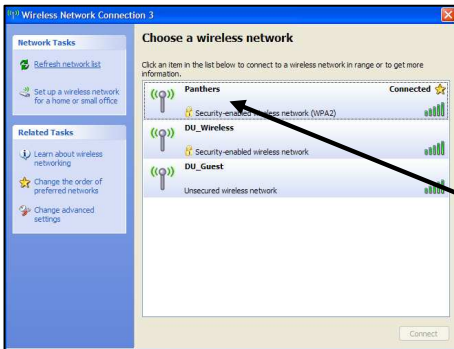 Wireless Network Connection 3
Network Tasks
Refresh network list
Set up a wireless network
for a home or small office
Related Tasks
Learn about wireless
networking
Change the order of
preferred networks
Change advanced
settings
Choose a wireless network
Click an item in the list below to connect to a wireless network in range or to get more
information.
Panthers Connected
Security-enabled wireless network (WPA2)
DU_Wireless
Security-enabled wireless network
DU_Guest
Unsecured wireless network
Connect